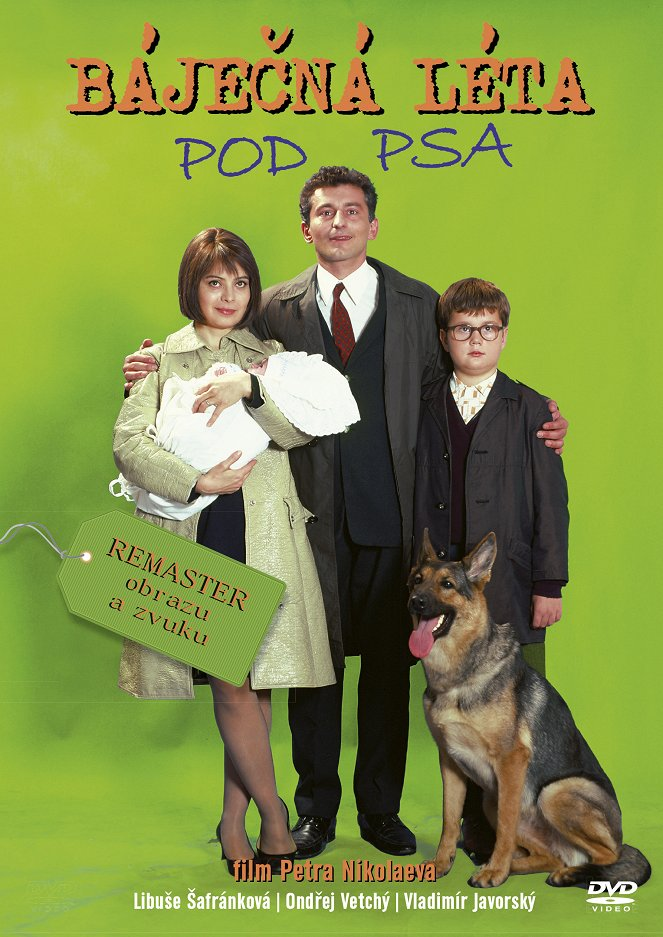 BÁJEČNÁ LÉTA
POD PSA
REMASTER
obrazu
a zvuku
film Petra Nikolaeva
Libuše Šafránková | Ondřej Vetchý | Vladimír Javorský
DVD
VIDEO